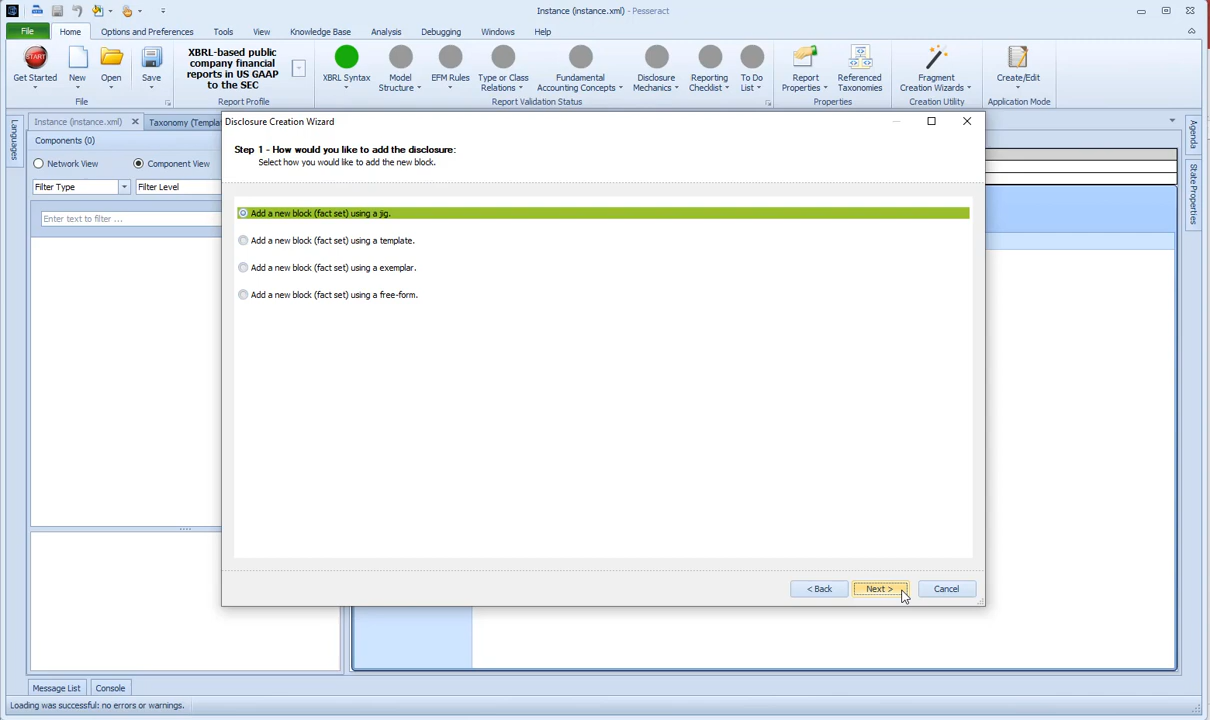 Instance (instance.xml) - Pesseract
File
Home
Options and Preferences
Tools
View
Knowledge Base
Analysis
Debugging
Windows
Help
START
Get Started
New
Open
Save
File
XBRL-based public
company financial
reports in US GAAP
to the SEC
Report Profile
XBRL Syntax
Model
Structure
EFM Rules
Type or Class
Relations
Fundamental
Accounting Concepts
Disclosure
Mechanics
Reporting
Checklist
To Do
List
Report Validation Status
Report
Properties
Referenced
Taxonomies
Properties
Fragment
Creation Wizards
Creation Utility
Create/Edit
Application Mode
Languages
Instance (instance.xml)
Taxonomy (Templat
Components (0)
Network View
Component View
Filter Type
Filter Level
Enter text to filter ...
Disclosure Creation Wizard
Step 1 - How would you like to add the disclosure:
Select how you would like to add the new block.
Add a new block (fact set) using a jig.
Add a new block (fact set) using a template.
Add a new block (fact set) using a exemplar.
Add a new block (fact set) using a free-form.
< Back
Next >
Cancel
Agenda
State Properties
Message List
Console
Loading was successful: no errors or warnings.